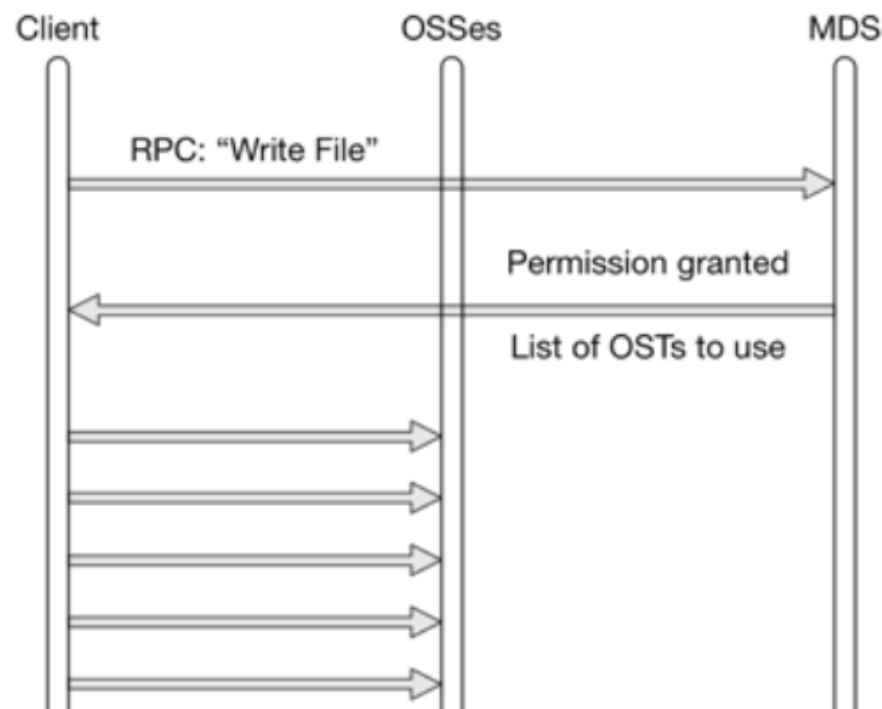 Client
OSSes
MDS
RPC: “Write File”
Permission granted
List of OSTs to use